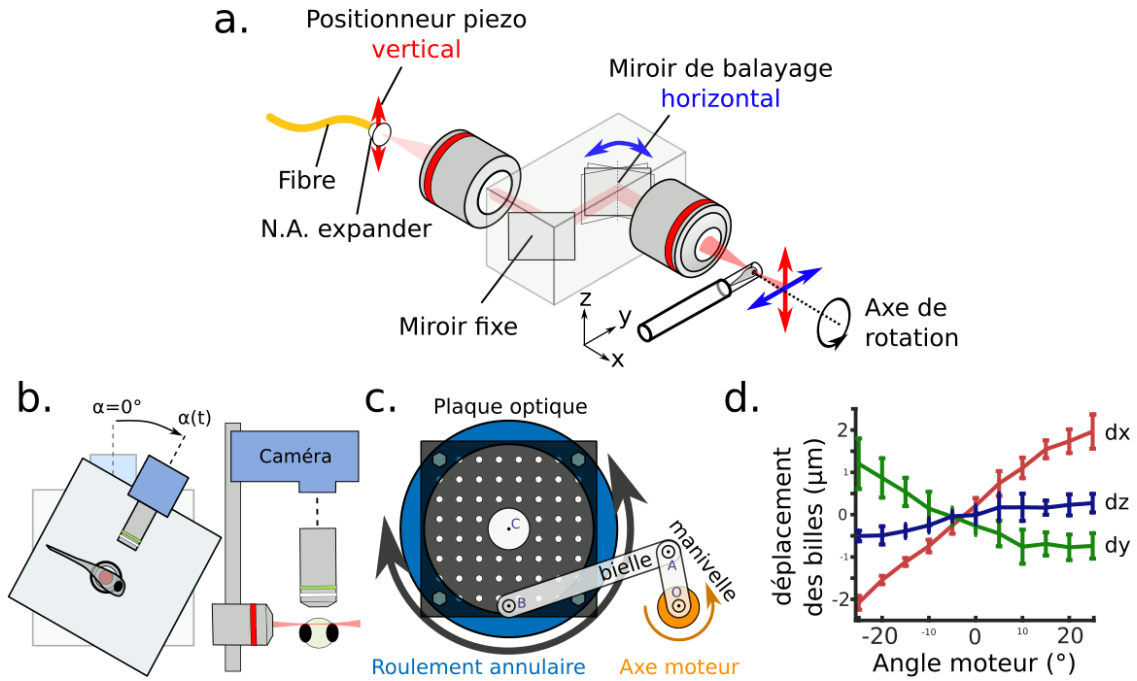 a.
Positionneur piezo
vertical
Miroir de balayage
horizontal
Fibre
N.A. expander
Miroir fixe
z
y
x
Axe de
rotation
b.
α=0°
α(t)
Caméra
c.
Plaque optique
C
bielle
manivelle
A
B
O
Roulement annulaire
Axe moteur
d.
déplacement
des billes (µm)
2
1
0
-1
-2
dx
dz
dy
-20 -10 0 10 20
Angle moteur (°)